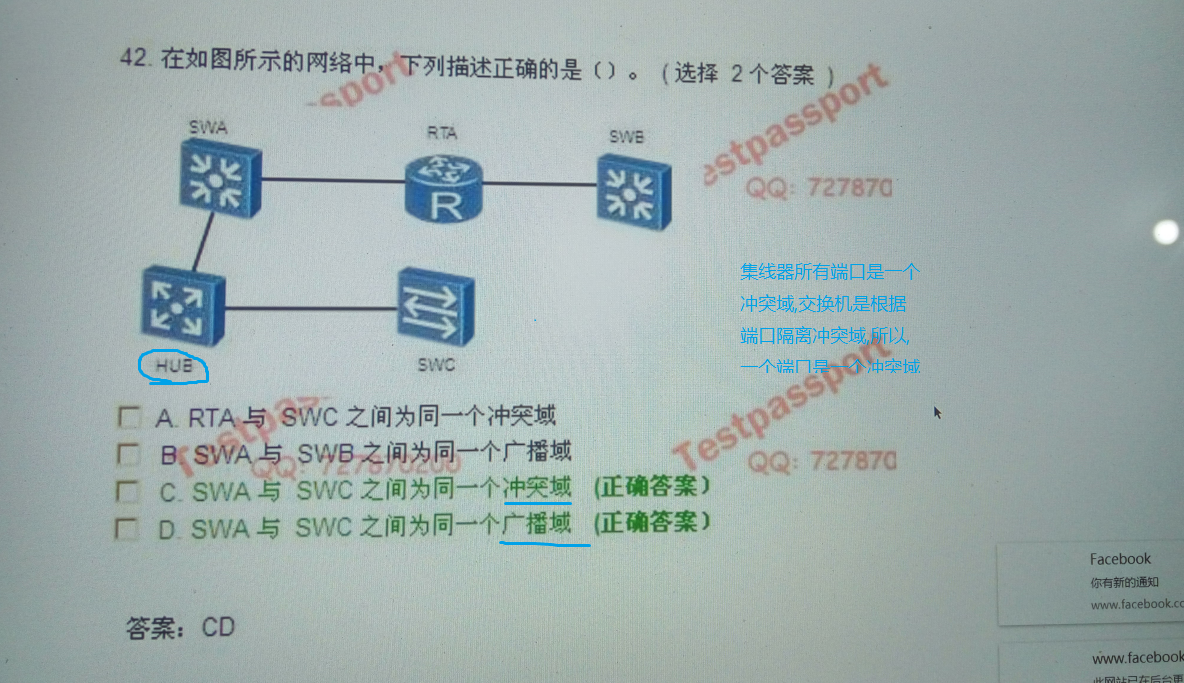 42. 在如图所示的网络中，下列描述正确的是（）。（选择 2个答案 ）
sport
Testpassport
SWA
RTA
SWB
QQ: 727870
R
集线器所有端口是一个
冲突域,交换机是根据
端口隔离冲突域,所以,
一个端口是一个冲突域
HUB
SWC
Testpassport
A. RTA 与 SWC 之间为同一个冲突域
B. SWA 与 SWB 之间为同一个广播域
Testpas
QQ: 727870200
QQ: 727870
C. SWA 与 SWC 之间为同一个冲突域 (正确答案）
D. SWA 与 SWC 之间为同一个广播域 (正确答案）
答案：CD
Facebook
你有新的通知
www.facebook.co
www.facebook
此网站已在后台更